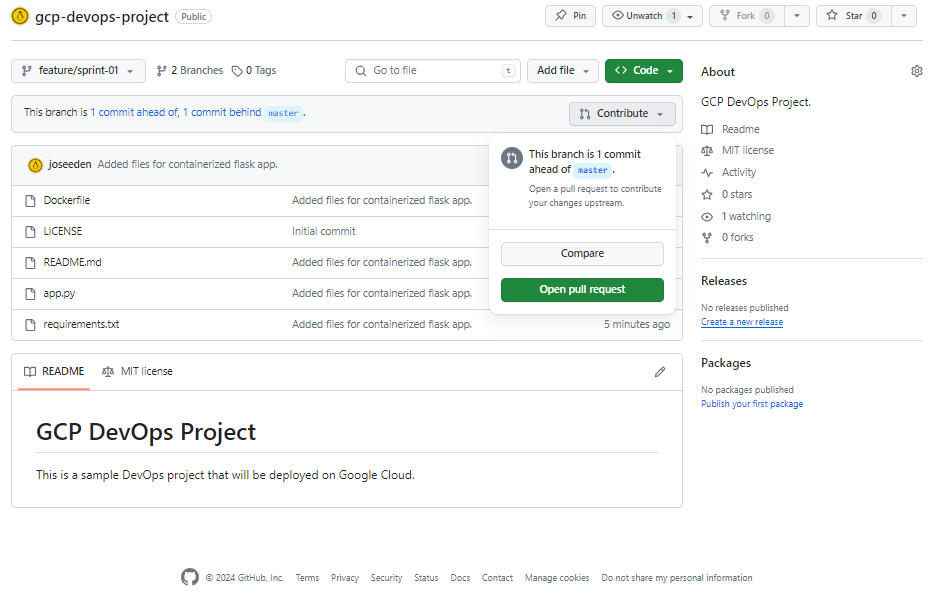 gcp-devops-project Public Pin Unwatch 1 Fork 0 Star 0
feature/sprint-01 2 Branches 0 Tags Go to file t Add file Code
This branch is 1 commit ahead of, 1 commit behind master .
Contribute
This branch is 1 commit
ahead of master .
Open a pull request to contribute
your changes upstream.
Compare
Open pull request
joseeden Added files for containerized flask app.
Dockerfile Added files for containerized flask app.
LICENSE Initial commit
README.md Added files for containerized flask app.
app.py Added files for containerized flask app.
requirements.txt Added files for containerized flask app. 5 minutes ago
README MIT license
GCP DevOps Project
This is a sample DevOps project that will be deployed on Google Cloud.
About
GCP DevOps Project.
Readme
MIT license
Activity
0 stars
1 watching
0 forks
Releases
No releases published
Create a new release
Packages
No packages published
Publish your first package
© 2024 GitHub, Inc. Terms Privacy Security Status Docs Contact Manage cookies Do not share my personal information